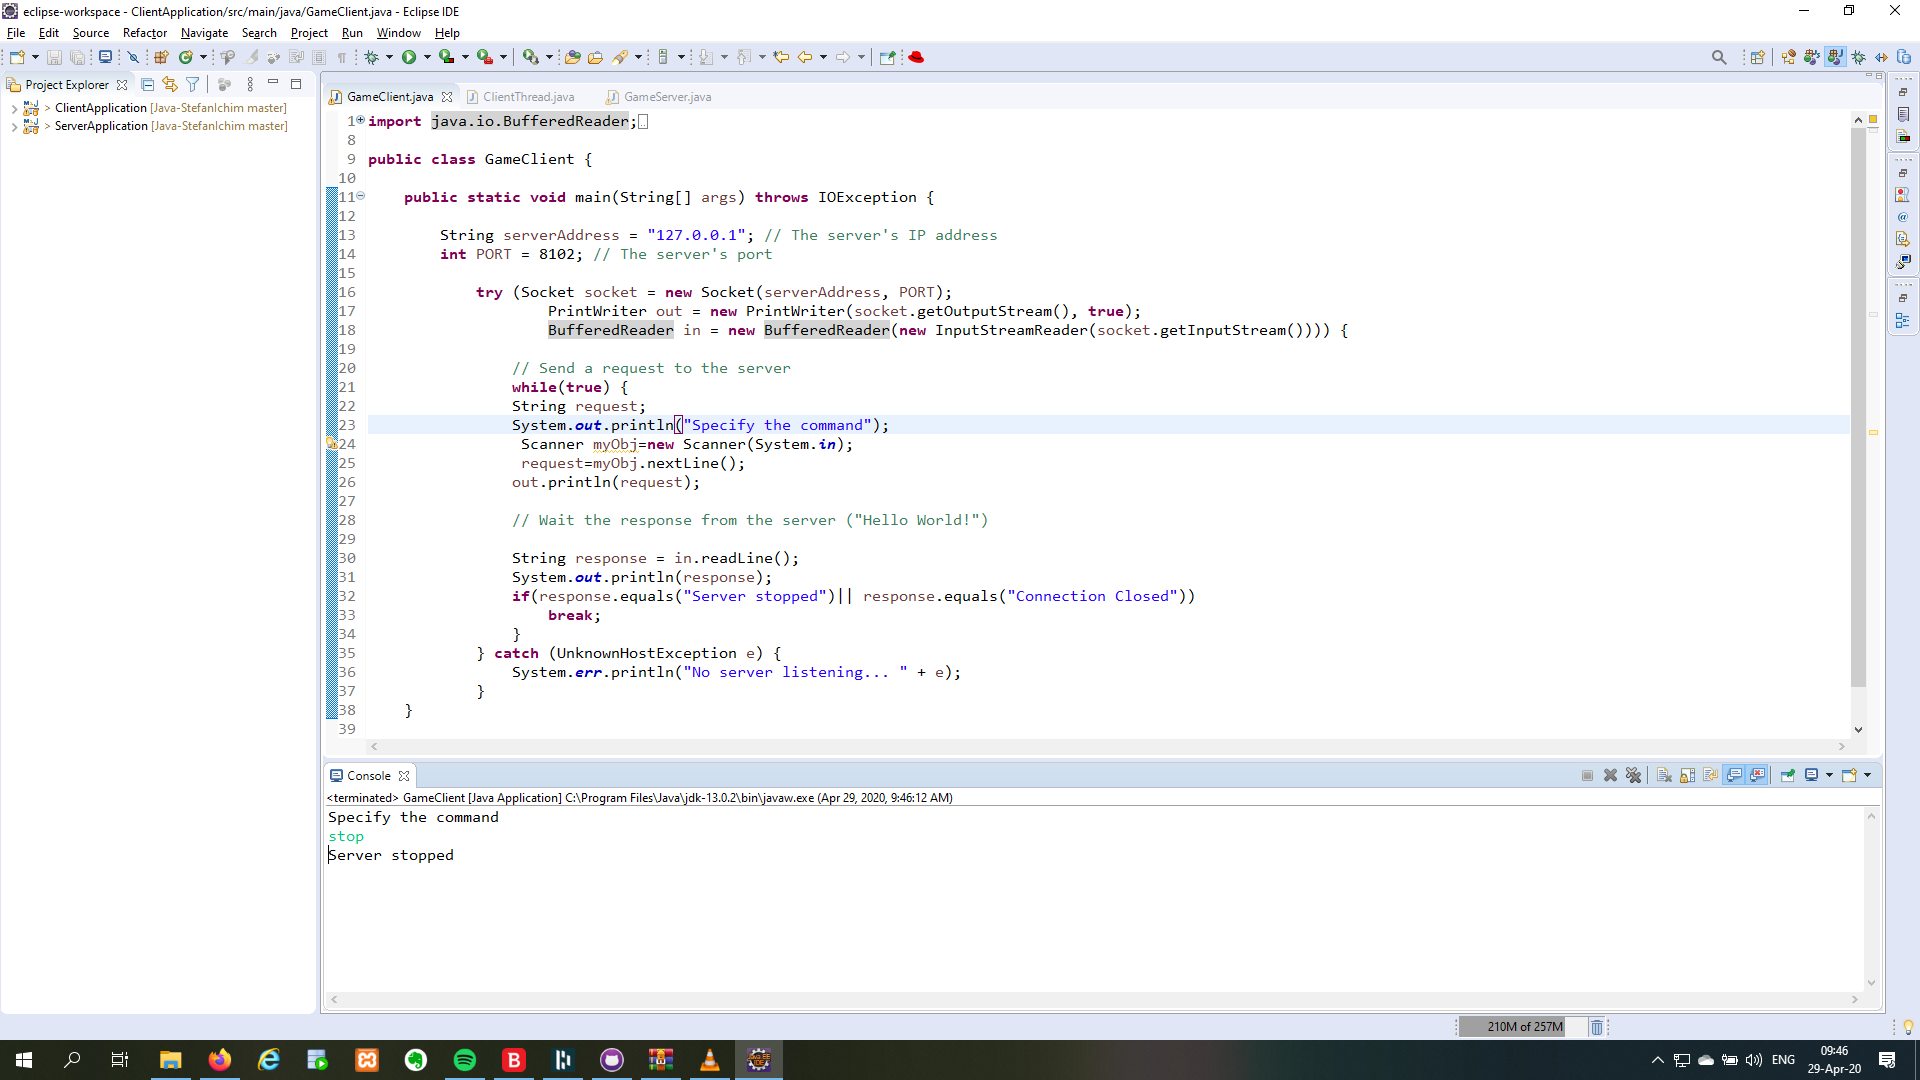 eclipse-workspace - ClientApplication/src/main/java/GameClient.java - Eclipse IDE
File Edit Source Refactor Navigate Search Project Run Window Help
Project Explorer
> ClientApplication [Java-StefanIchim master]
> ServerApplication [Java-StefanIchim master]
GameClient.java ClientThread.java GameServer.java
1 import java.io.BufferedReader;
8
9 public class GameClient {
10
11 public static void main(String[] args) throws IOException {
12
13 String serverAddress = "127.0.0.1"; // The server's IP address
14 int PORT = 8102; // The server's port
15
16 try (Socket socket = new Socket(serverAddress, PORT);
17 PrintWriter out = new PrintWriter(socket.getOutputStream(), true);
18 BufferedReader in = new BufferedReader(new InputStreamReader(socket.getInputStream()))) {
19
20 // Send a request to the server
21 while(true) {
22 String request;
23 System.out.println("Specify the command");
24 Scanner myObj=new Scanner(System.in);
25 request=myObj.nextLine();
26 out.println(request);
27
28 // Wait the response from the server ("Hello World!")
29
30 String response = in.readLine();
31 System.out.println(response);
32 if(response.equals("Server stopped")|| response.equals("Connection Closed"))
33 break;
34 }
35 } catch (UnknownHostException e) {
36 System.err.println("No server listening... " + e);
37 }
38 }
39
Console
<terminated> GameClient [Java Application] C:\Program Files\Java\jdk-13.0.2\bin\javaw.exe (Apr 29, 2020, 9:46:12 AM)
Specify the command
stop
Server stopped
210M of 257M
ENG
09:46
29-Apr-20